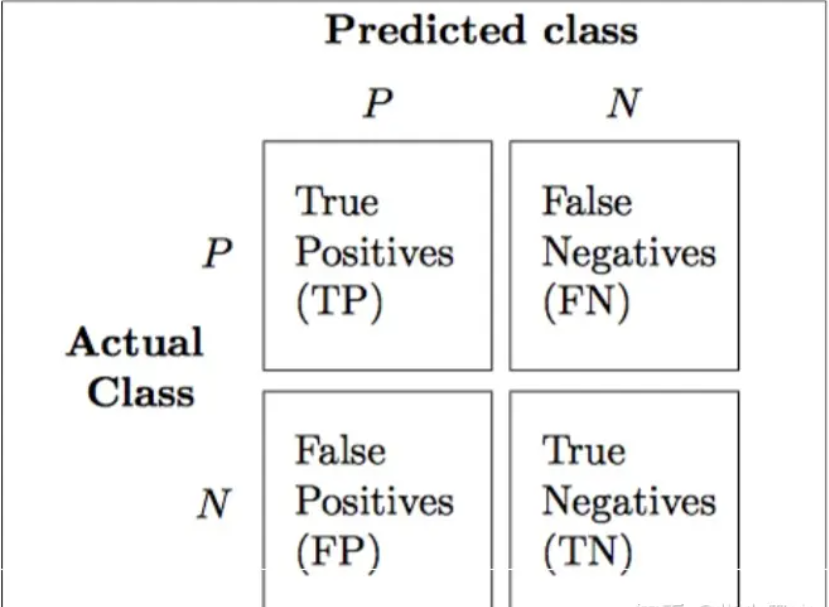 Predicted class
P N
True False
P Positives Negatives
(TP) (FN)
Actual
Class
False True
N Positives Negatives
(FP) (TN)